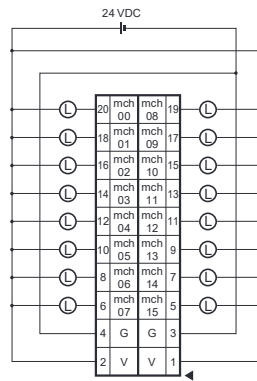 24 VDC
L 20 mch 00 mch 08 19 L
L 18 mch 01 mch 09 17 L
L 16 mch 02 mch 10 15 L
L 14 mch 03 mch 11 13 L
L 12 mch 04 mch 12 11 L
L 10 mch 05 mch 13 9 L
L 8 mch 06 mch 14 7 L
L 6 mch 07 mch 15 5 L
4 G G 3
2 V V 1